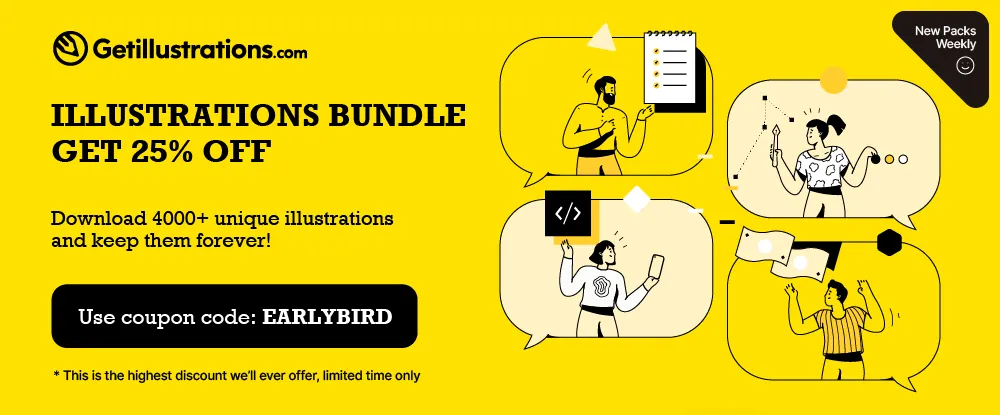 Getillustrations.com
New Packs
Weekly
ILLUSTRATIONS BUNDLE
GET 25% OFF
Download 4000+ unique illustrations
and keep them forever!
Use coupon code: EARLYBIRD
* This is the highest discount we'll ever offer, limited time only
</>